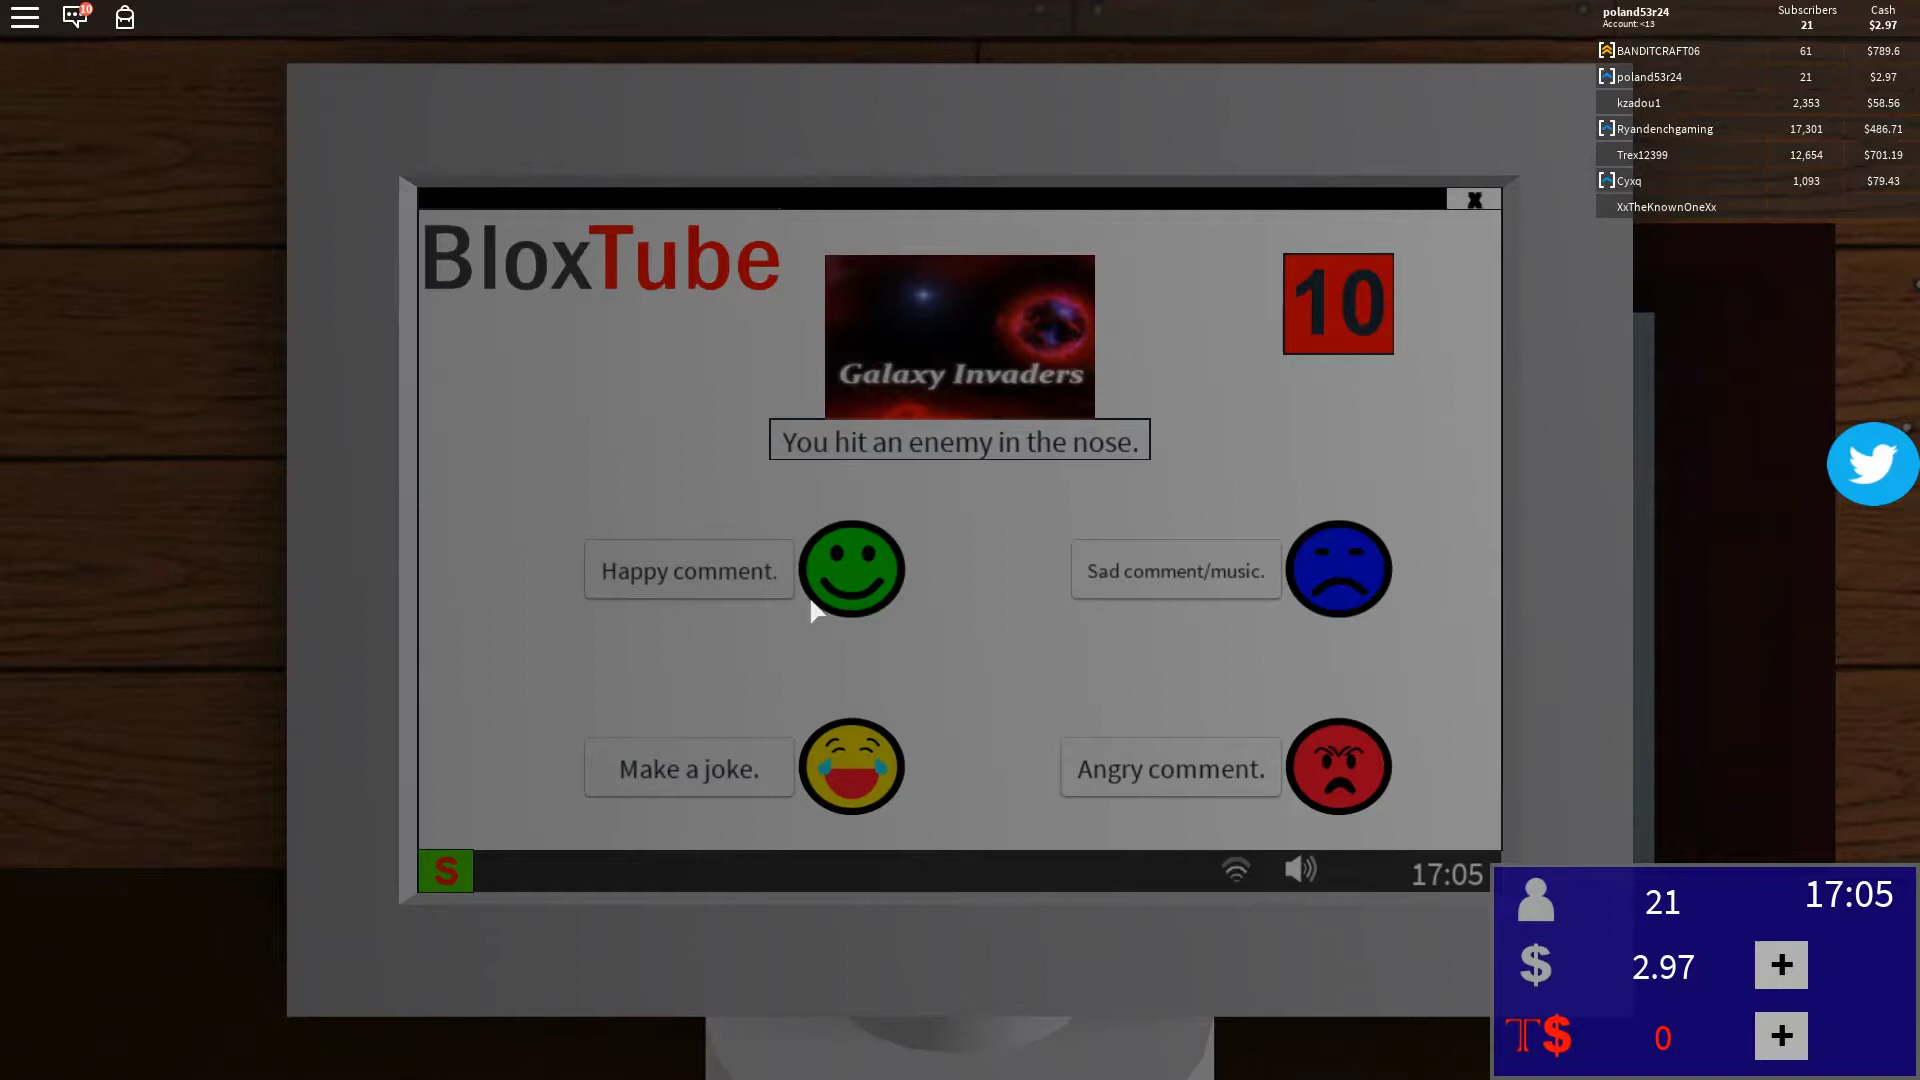 10
poland53r24 Subscribers Cash
Account: <13 21 $2.97
BANDITCRAFT06 61 $789.6
poland53r24 21 $2.97
kzadou1 2,353 $58.56
Ryandenchgaming 17,301 $486.71
Trex12399 12,654 $701.19
Cyxq 1,093 $79.43
XxTheKnownOneXx
X
BloxTube
Galaxy Invaders
10
You hit an enemy in the nose.
Happy comment.
Sad comment/music.
Make a joke.
Angry comment.
S
17:05
21 17:05
$ 2.97 +
T$ 0 +